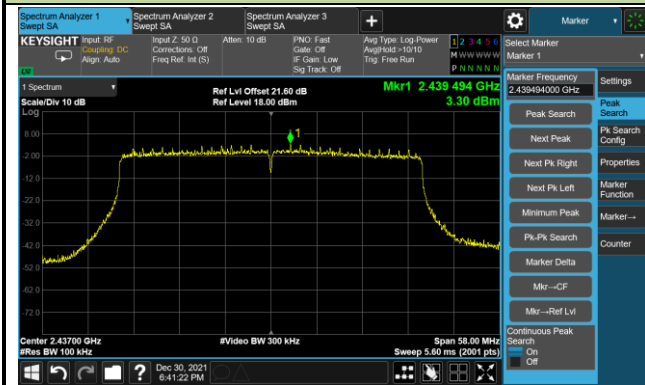 Spectrum Analyzer 1
Swept SA
Spectrum Analyzer 2
Swept SA
Spectrum Analyzer 3
Swept SA
+
Marker
KEYSIGHT
Input: RF
Coupling: DC
Align: Auto
Input Z: 50 Ω
Corrections: Off
Freq Ref: Int (S)
Atten: 10 dB
PNO: Fast
Gate: Off
IF Gain: Low
Sig Track: Off
Avg Type: Log-Power
Avg|Hold:>10/10
Trig: Free Run
1 2 3 4 5 6
M W W W W W
P N N N N N
LXI
Select Marker
Marker 1
1 Spectrum
Scale/Div 10 dB
Log
Ref Lvl Offset 21.60 dB
Ref Level 18.00 dBm
Mkr1 2.439 494 GHz
3.30 dBm
1
8.00
-2.00
-12.0
-22.0
-32.0
-42.0
-52.0
-62.0
-72.0
Center 2.43700 GHz
#Res BW 100 kHz
#Video BW 300 kHz
Span 58.00 MHz
Sweep 5.60 ms (2001 pts)
Marker Frequency
2.439494000 GHz
Peak Search
Next Peak
Next Pk Right
Next Pk Left
Minimum Peak
Pk-Pk Search
Marker Delta
Mkr→CF
Mkr→Ref Lvl
Continuous Peak
Search
On
Off
Settings
Peak
Search
Pk Search
Config
Properties
Marker
Function
Marker→
Counter
?
Dec 30, 2021
6:41:22 PM